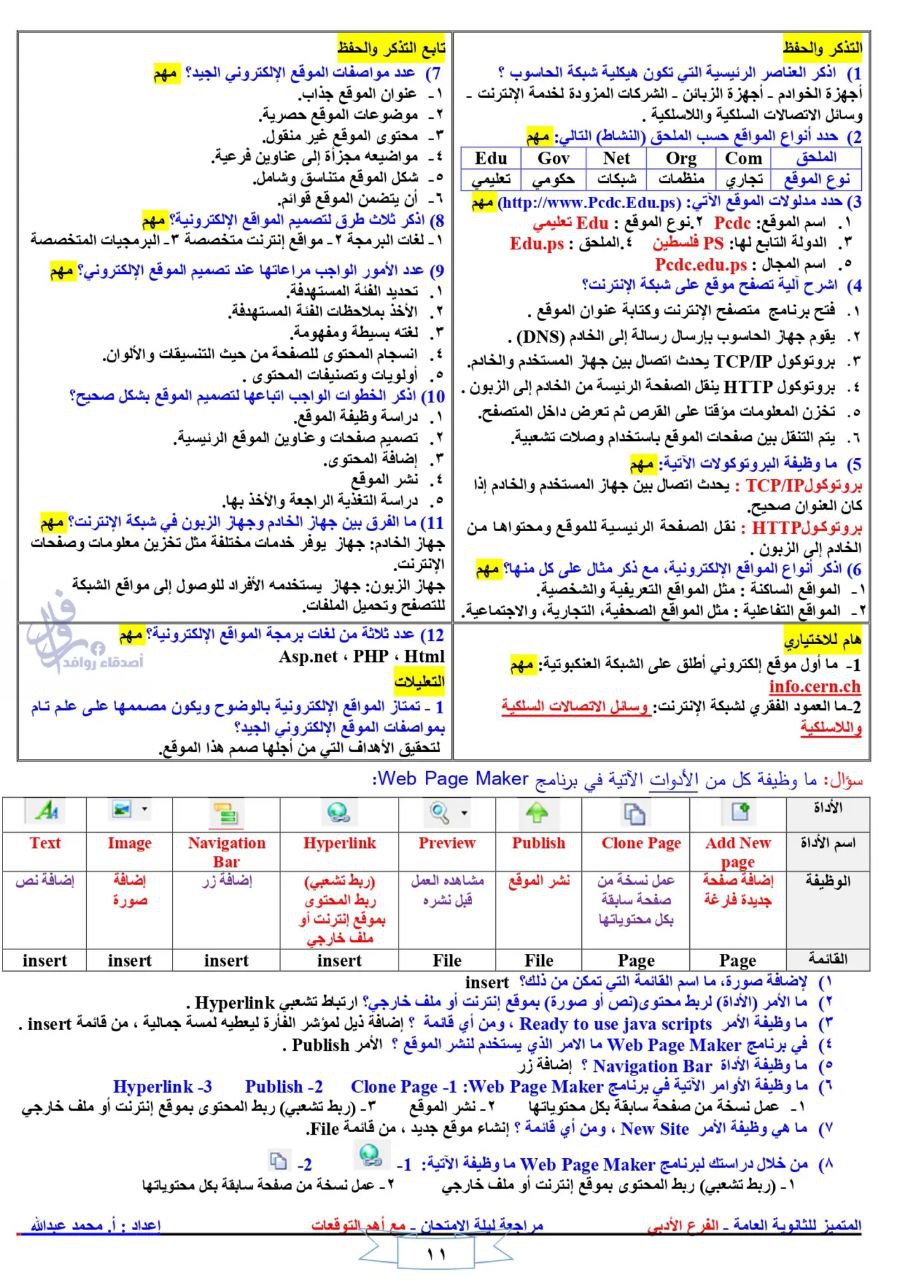 التذكر والحفظ
1) اذكر العناصر الرئيسية التي تكون هيكلية شبكة الحاسوب ؟
أجهزة الخوادم - أجهزة الزبائن - الشركات المزودة لخدمة الإنترنت -
وسائل الاتصالات السلكية واللاسلكية .
2) حدد أنواع المواقع حسب الملحق (النشاط) التالي: مهم
الملحق Com Org Net Gov Edu
نوع الموقع تجاري منظمات شبكات حكومي تعليمي
3) حدد مدلولات الموقع الآتي: (http://www.Pcdc.Edu.ps) مهم
١. اسم الموقع: Pcdc ٢.نوع الموقع : Edu تعليمي
٣. الدولة التابع لها: PS فلسطين ٤.الملحق : Edu.ps
٥. اسم المجال : Pcdc.edu.ps
4) اشرح آلية تصفح موقع على شبكة الإنترنت؟
١. فتح برنامج متصفح الإنترنت وكتابة عنوان الموقع .
٢. يقوم جهاز الحاسوب بإرسال رسالة إلى الخادم (DNS) .
٣. بروتوكول TCP/IP يحدث اتصال بين جهاز المستخدم والخادم.
٤. بروتوكول HTTP ينقل الصفحة الرئيسة من الخادم إلى الزبون .
٥. تخزن المعلومات مؤقتا على القرص ثم تعرض داخل المتصفح.
٦. يتم التنقل بين صفحات الموقع باستخدام وصلات تشعبية.
5) ما وظيفة البروتوكولات الآتية: مهم
بروتوكولTCP/IP : يحدث اتصال بين جهاز المستخدم والخادم إذا
كان العنوان صحيح.
بروتوكولHTTP : نقل الصفحة الرئيسية للموقع ومحتواها من
الخادم إلى الزبون .
6) اذكر أنواع المواقع الإلكترونية، مع ذكر مثال على كل منها؟ مهم
١- المواقع الساكنة : مثل المواقع التعريفية والشخصية.
٢- المواقع التفاعلية : مثل المواقع الصحفية، التجارية، والاجتماعية.
هام للاختياري
1- ما أول موقع إلكتروني أطلق على الشبكة العنكبوتية: مهم
info.cern.ch
2-ما العمود الفقري لشبكة الإنترنت: وسائل الاتصالات السلكية
واللاسلكية
تابع التذكر والحفظ
7) عدد مواصفات الموقع الإلكتروني الجيد؟ مهم
١- عنوان الموقع جذاب.
٢- موضوعات الموقع حصرية.
٣- محتوى الموقع غير منقول.
٤- مواضيعه مجزأة إلى عناوين فرعية.
٥- شكل الموقع متناسق وشامل.
٦- أن يتضمن الموقع قوائم.
8) اذكر ثلاث طرق لتصميم المواقع الإلكترونية؟ مهم
١- لغات البرمجة ٢- مواقع إنترنت متخصصة ٣- البرمجيات المتخصصة
9) عدد الأمور الواجب مراعاتها عند تصميم الموقع الإلكتروني؟ مهم
١. تحديد الفئة المستهدفة.
٢. الأخذ بملاحظات الفئة المستهدفة.
٣. لغته بسيطة ومفهومة.
٤. انسجام المحتوى للصفحة من حيث التنسيقات والألوان.
٥. أولويات وتصنيفات المحتوى .
10) اذكر الخطوات الواجب اتباعها لتصميم الموقع بشكل صحيح؟
١. دراسة وظيفة الموقع.
٢. تصميم صفحات وعناوين الموقع الرئيسية.
٣. إضافة المحتوى.
٤. نشر الموقع
٥. دراسة التغذية الراجعة والأخذ بها.
11) ما الفرق بين جهاز الخادم وجهاز الزبون في شبكة الإنترنت؟ مهم
جهاز الخادم: جهاز يوفر خدمات مختلفة مثل تخزين معلومات وصفحات
الإنترنت.
جهاز الزبون: جهاز يستخدمه الأفراد للوصول إلى مواقع الشبكة
للتصفح وتحميل الملفات.
12) عدد ثلاثة من لغات برمجة المواقع الإلكترونية؟ مهم
Asp.net ، PHP ، Html
أصدقاء روافد
التعليلات
1 - تمتاز المواقع الإلكترونية بالوضوح ويكون مصممها على علم تام
بمواصفات الموقع الإلكتروني الجيد؟
لتحقيق الأهداف التي من أجلها صمم هذا الموقع.
سؤال: ما وظيفة كل من الأدوات الآتية في برنامج Web Page Maker:
الأداة
اسم الأداة Add New page Clone Page Publish Preview Hyperlink Navigation Bar Image Text
الوظيفة إضافة صفحة جديدة فارغة عمل نسخة من صفحة سابقة بكل محتوياتها نشر الموقع مشاهده العمل قبل نشره (ربط تشعبي) ربط المحتوى بموقع إنترنت أو ملف خارجي إضافة زر إضافة صورة إضافة نص
القائمة Page Page File File insert insert insert insert
١) لإضافة صورة، ما اسم القائمة التي تمكن من ذلك؟ insert
٢) ما الأمر (الأداة) لربط محتوى(نص أو صورة) بموقع إنترنت أو ملف خارجي؟ ارتباط تشعبي Hyperlink .
٣) ما وظيفة الأمر Ready to use java scripts ، ومن أي قائمة ؟ إضافة ذيل لمؤشر الفأرة ليعطيه لمسة جمالية ، من قائمة insert .
٤) في برنامج Web Page Maker ما الامر الذي يستخدم لنشر الموقع ؟ الأمر Publish .
٥) ما وظيفة الأداة Navigation Bar ؟ إضافة زر
٦) ما وظيفة الأوامر الآتية في برنامج Web Page Maker: 1- Clone Page 2- Publish 3- Hyperlink
١- عمل نسخة من صفحة سابقة بكل محتوياتها ٢- نشر الموقع ٣- (ربط تشعبي) ربط المحتوى بموقع إنترنت أو ملف خارجي
٧) ما هي وظيفة الأمر New Site ، ومن أي قائمة ؟ إنشاء موقع جديد ، من قائمة File.
٨) من خلال دراستك لبرنامج Web Page Maker ما وظيفة الآتية: 1- 2-
١- (ربط تشعبي) ربط المحتوى بموقع إنترنت أو ملف خارجي ٢- عمل نسخة من صفحة سابقة بكل محتوياتها
المتميز للثانوية العامة - الفرع الأدبي مراجعة ليلة الامتحان - مع أهم التوقعات إعداد : أ. محمد عبدالله
١١